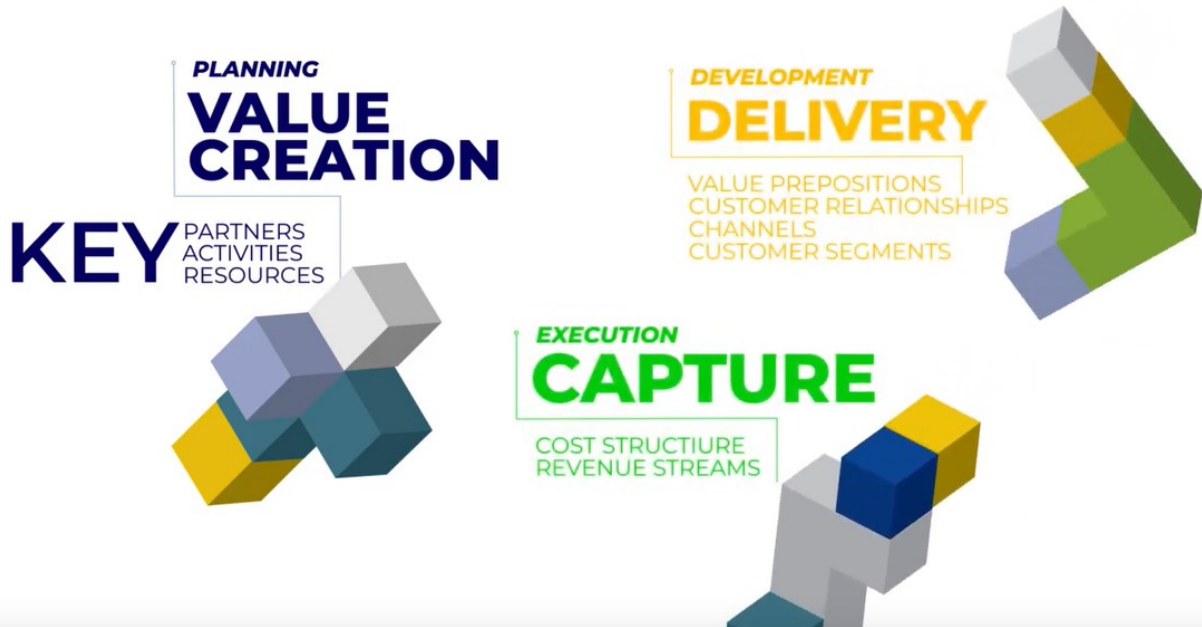 PLANNING
VALUE
CREATION
KEY PARTNERS
ACTIVITIES
RESOURCES
DEVELOPMENT
DELIVERY
VALUE PREPOSITIONS
CUSTOMER RELATIONSHIPS
CHANNELS
CUSTOMER SEGMENTS
EXECUTION
CAPTURE
COST STRUCTIURE
REVENUE STREAMS